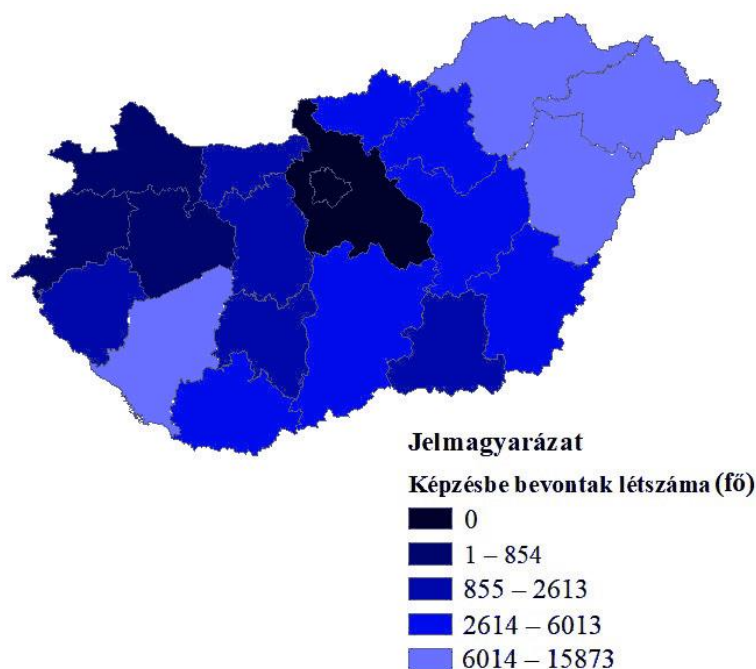 Jelmagyarázat
Képzésbe bevontak létszáma (fő)
0
1 – 854
855 – 2613
2614 – 6013
6014 – 15873